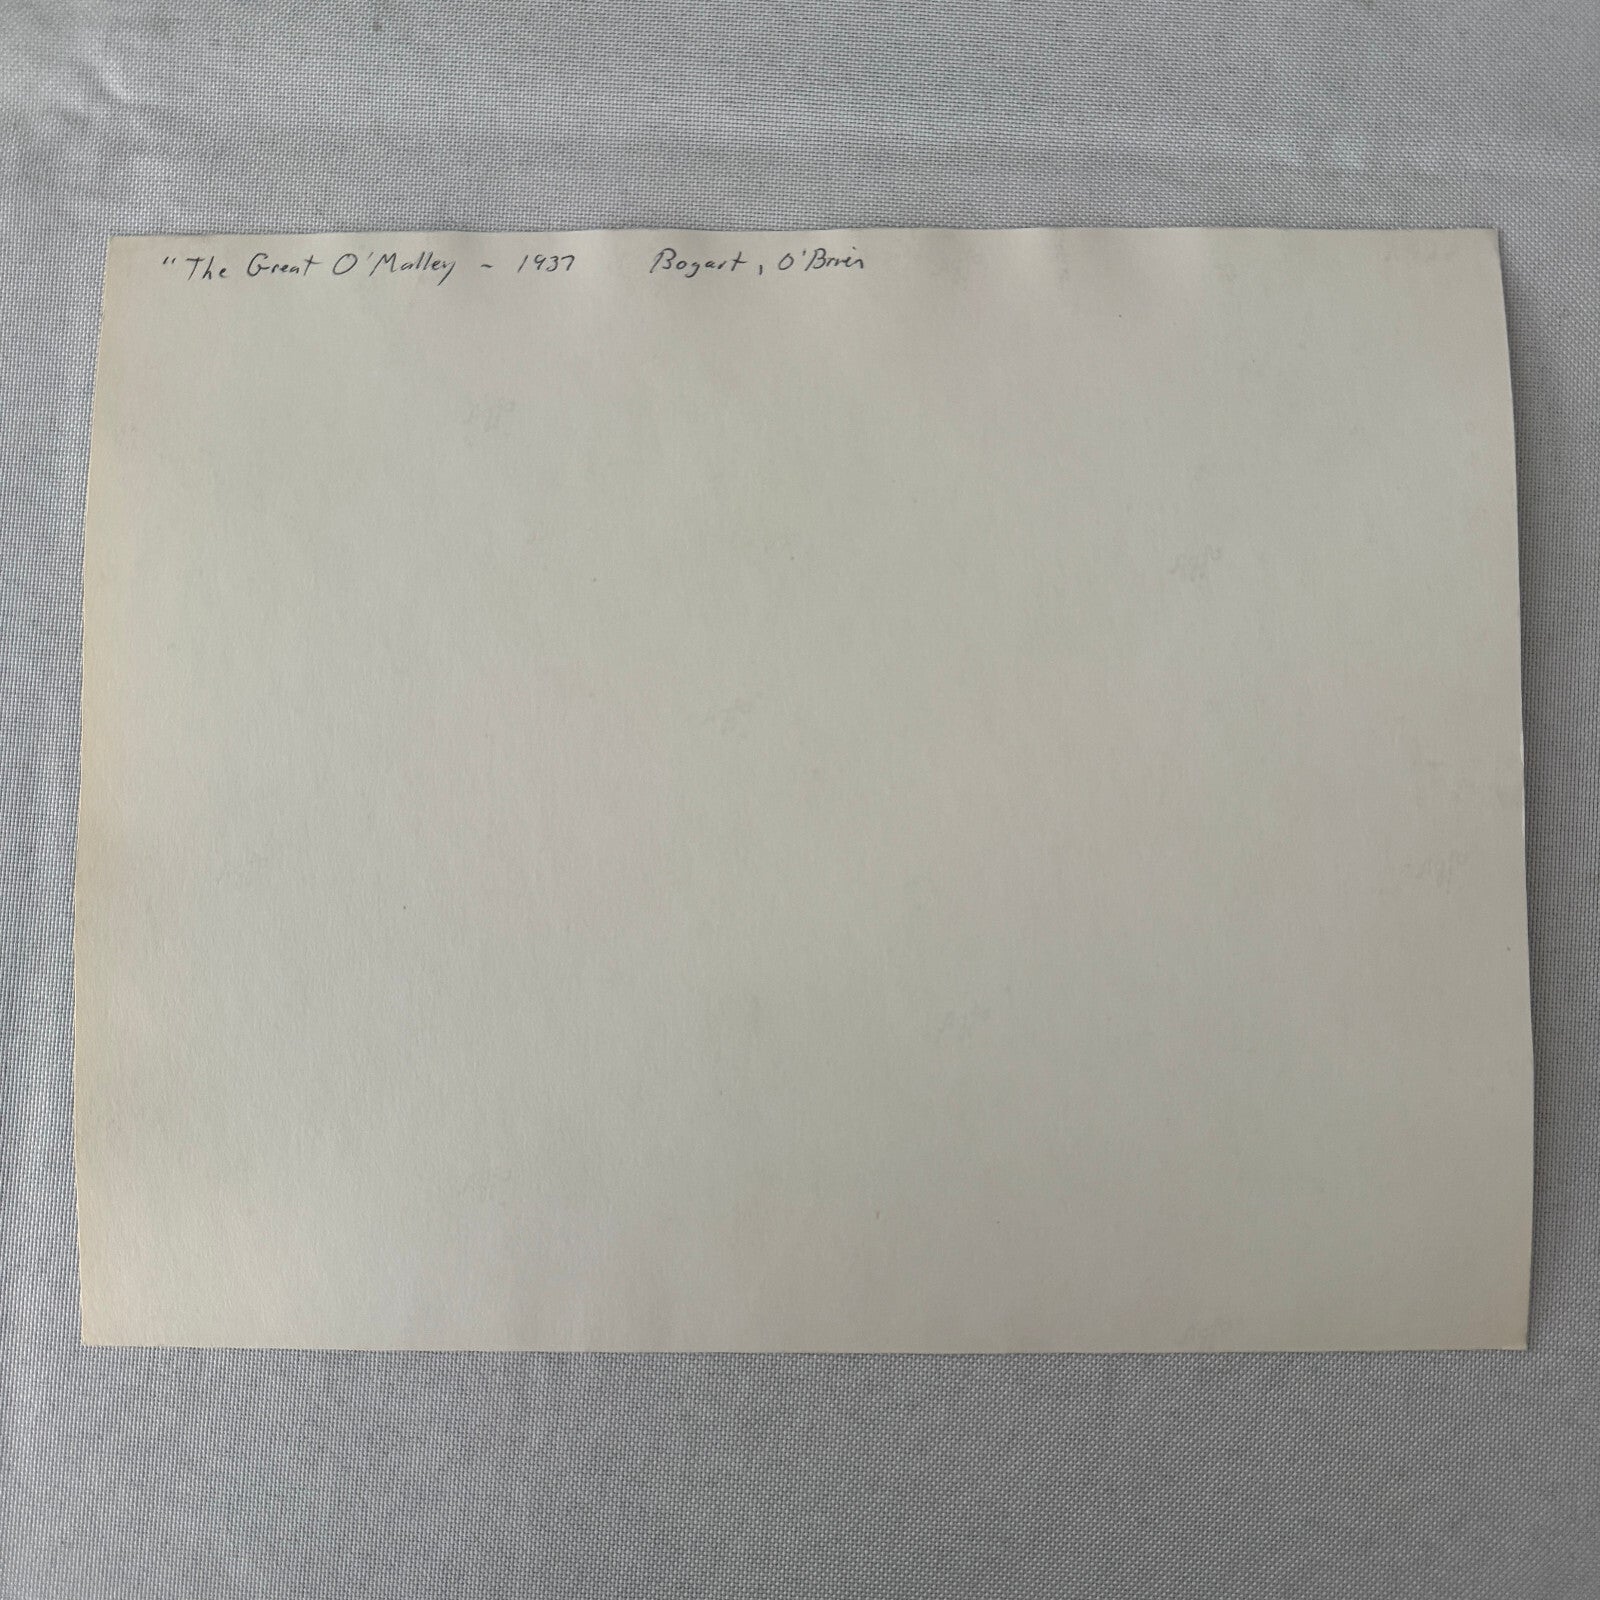 "The Great O'Malley - 1937 Bogart, O'Brien